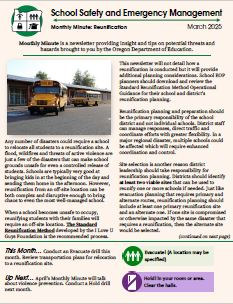 School Safety and Emergency Management
Monthly Minute: Reunification
March 2025
Monthly Minute is a newsletter providing insight and tips on potential threats and
hazards brought to you by the Oregon Department of Education.
Any number of disasters could require a school
to relocate all students to a reunification site. A
flood, wildfires and threats of active violence are
just a few of the disasters that can make school
grounds unsafe for even a controlled release of
students. Schools are typically very good at
bringing kids in at the beginning of the day and
sending them home in the afternoon. However,
reunification from an off-site location can be
both complex and disruptive enough to bring
chaos to even the most well-managed school.
When a school becomes unsafe to occupy,
reunifying students with their families will
require an off-site location. The Standard
Reunification Method developed by the I Love U
Guys Foundation is the recommended process.
This newsletter will not detail how a
reunification is conducted but it will provide
additional planning considerations. School EOP
planners should download and review the
Standard Reunification Method Operational
Guidance for their school and district's
reunification planning.
Reunification planning and preparation should
be the primary responsibility of the school
district and not individual schools. District staff
can manage responses, direct traffic and
coordinate efforts with greater flexibility. In a
large regional disaster, multiple schools could
be affected which will require enhanced
coordination and control.
Site selection is another reason district
leadership should take responsibility for
reunification planning. Districts should identify
at least two viable sites that can be used to
reunify one or more schools if needed. Just like
evacuation planning that requires primary and
alternate routes, reunification planning should
include at least one primary reunification site
and an alternate one. If one site is compromised
or otherwise impacted by the same disaster that
requires a reunification, then the alternate site
would be selected.
(continued on next page)
This Month... Conduct an Evacuate drill this
month. Review transportation plans for relocation
to a reunification site.
Up Next... April's Monthly Minute will talk
about violence prevention. Conduct a Hold drill
next month.
Evacuate! (A location may be
specified)
Hold! In your room or area.
Clear the halls.